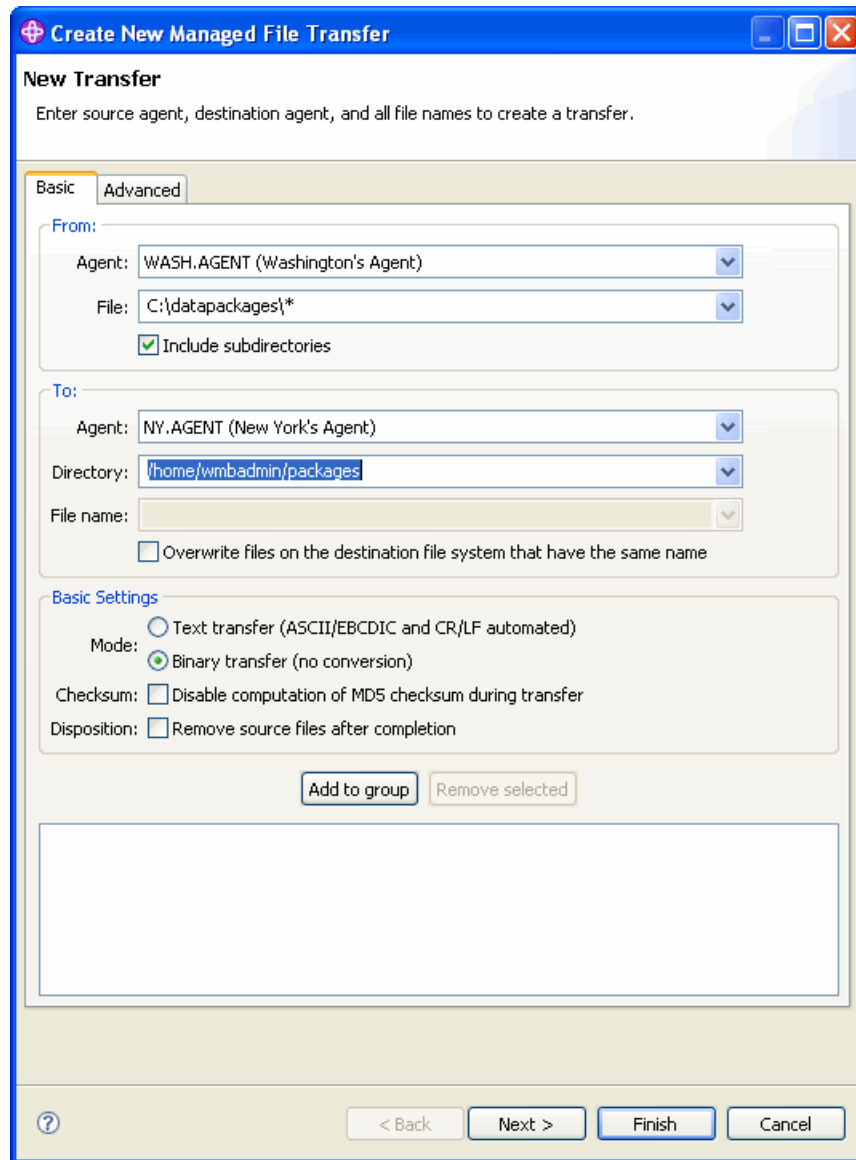 Create New Managed File Transfer
New Transfer
Enter source agent, destination agent, and all file names to create a transfer.
Basic
Advanced
From:
Agent: WASH.AGENT (Washington's Agent)
File: C:\datapackages\*
Include subdirectories
To:
Agent: NY.AGENT (New York's Agent)
Directory: /home/wmbadmin/packages
File name:
Overwrite files on the destination file system that have the same name
Basic Settings
Mode: Text transfer (ASCII/EBCDIC and CR/LF automated)
Binary transfer (no conversion)
Checksum: Disable computation of MD5 checksum during transfer
Disposition: Remove source files after completion
Add to group Remove selected
? < Back Next > Finish Cancel